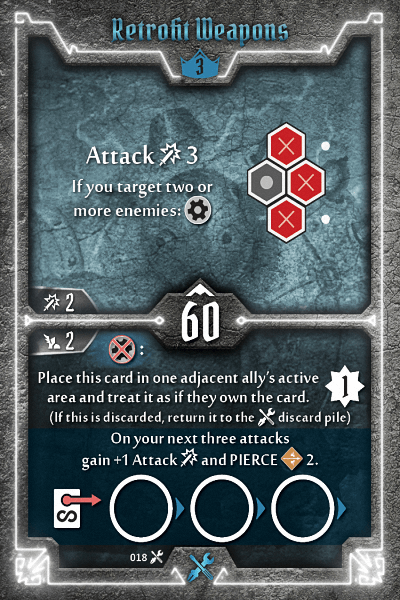 Retrofit Weapons
3
Attack 3
If you target two or
more enemies:
2
60
2
:
Place this card in one adjacent ally's active
area and treat it as if they own the card.
1
(If this is discarded, return it to the discard pile)
On your next three attacks
gain +1 Attack and PIERCE 2.
S
018